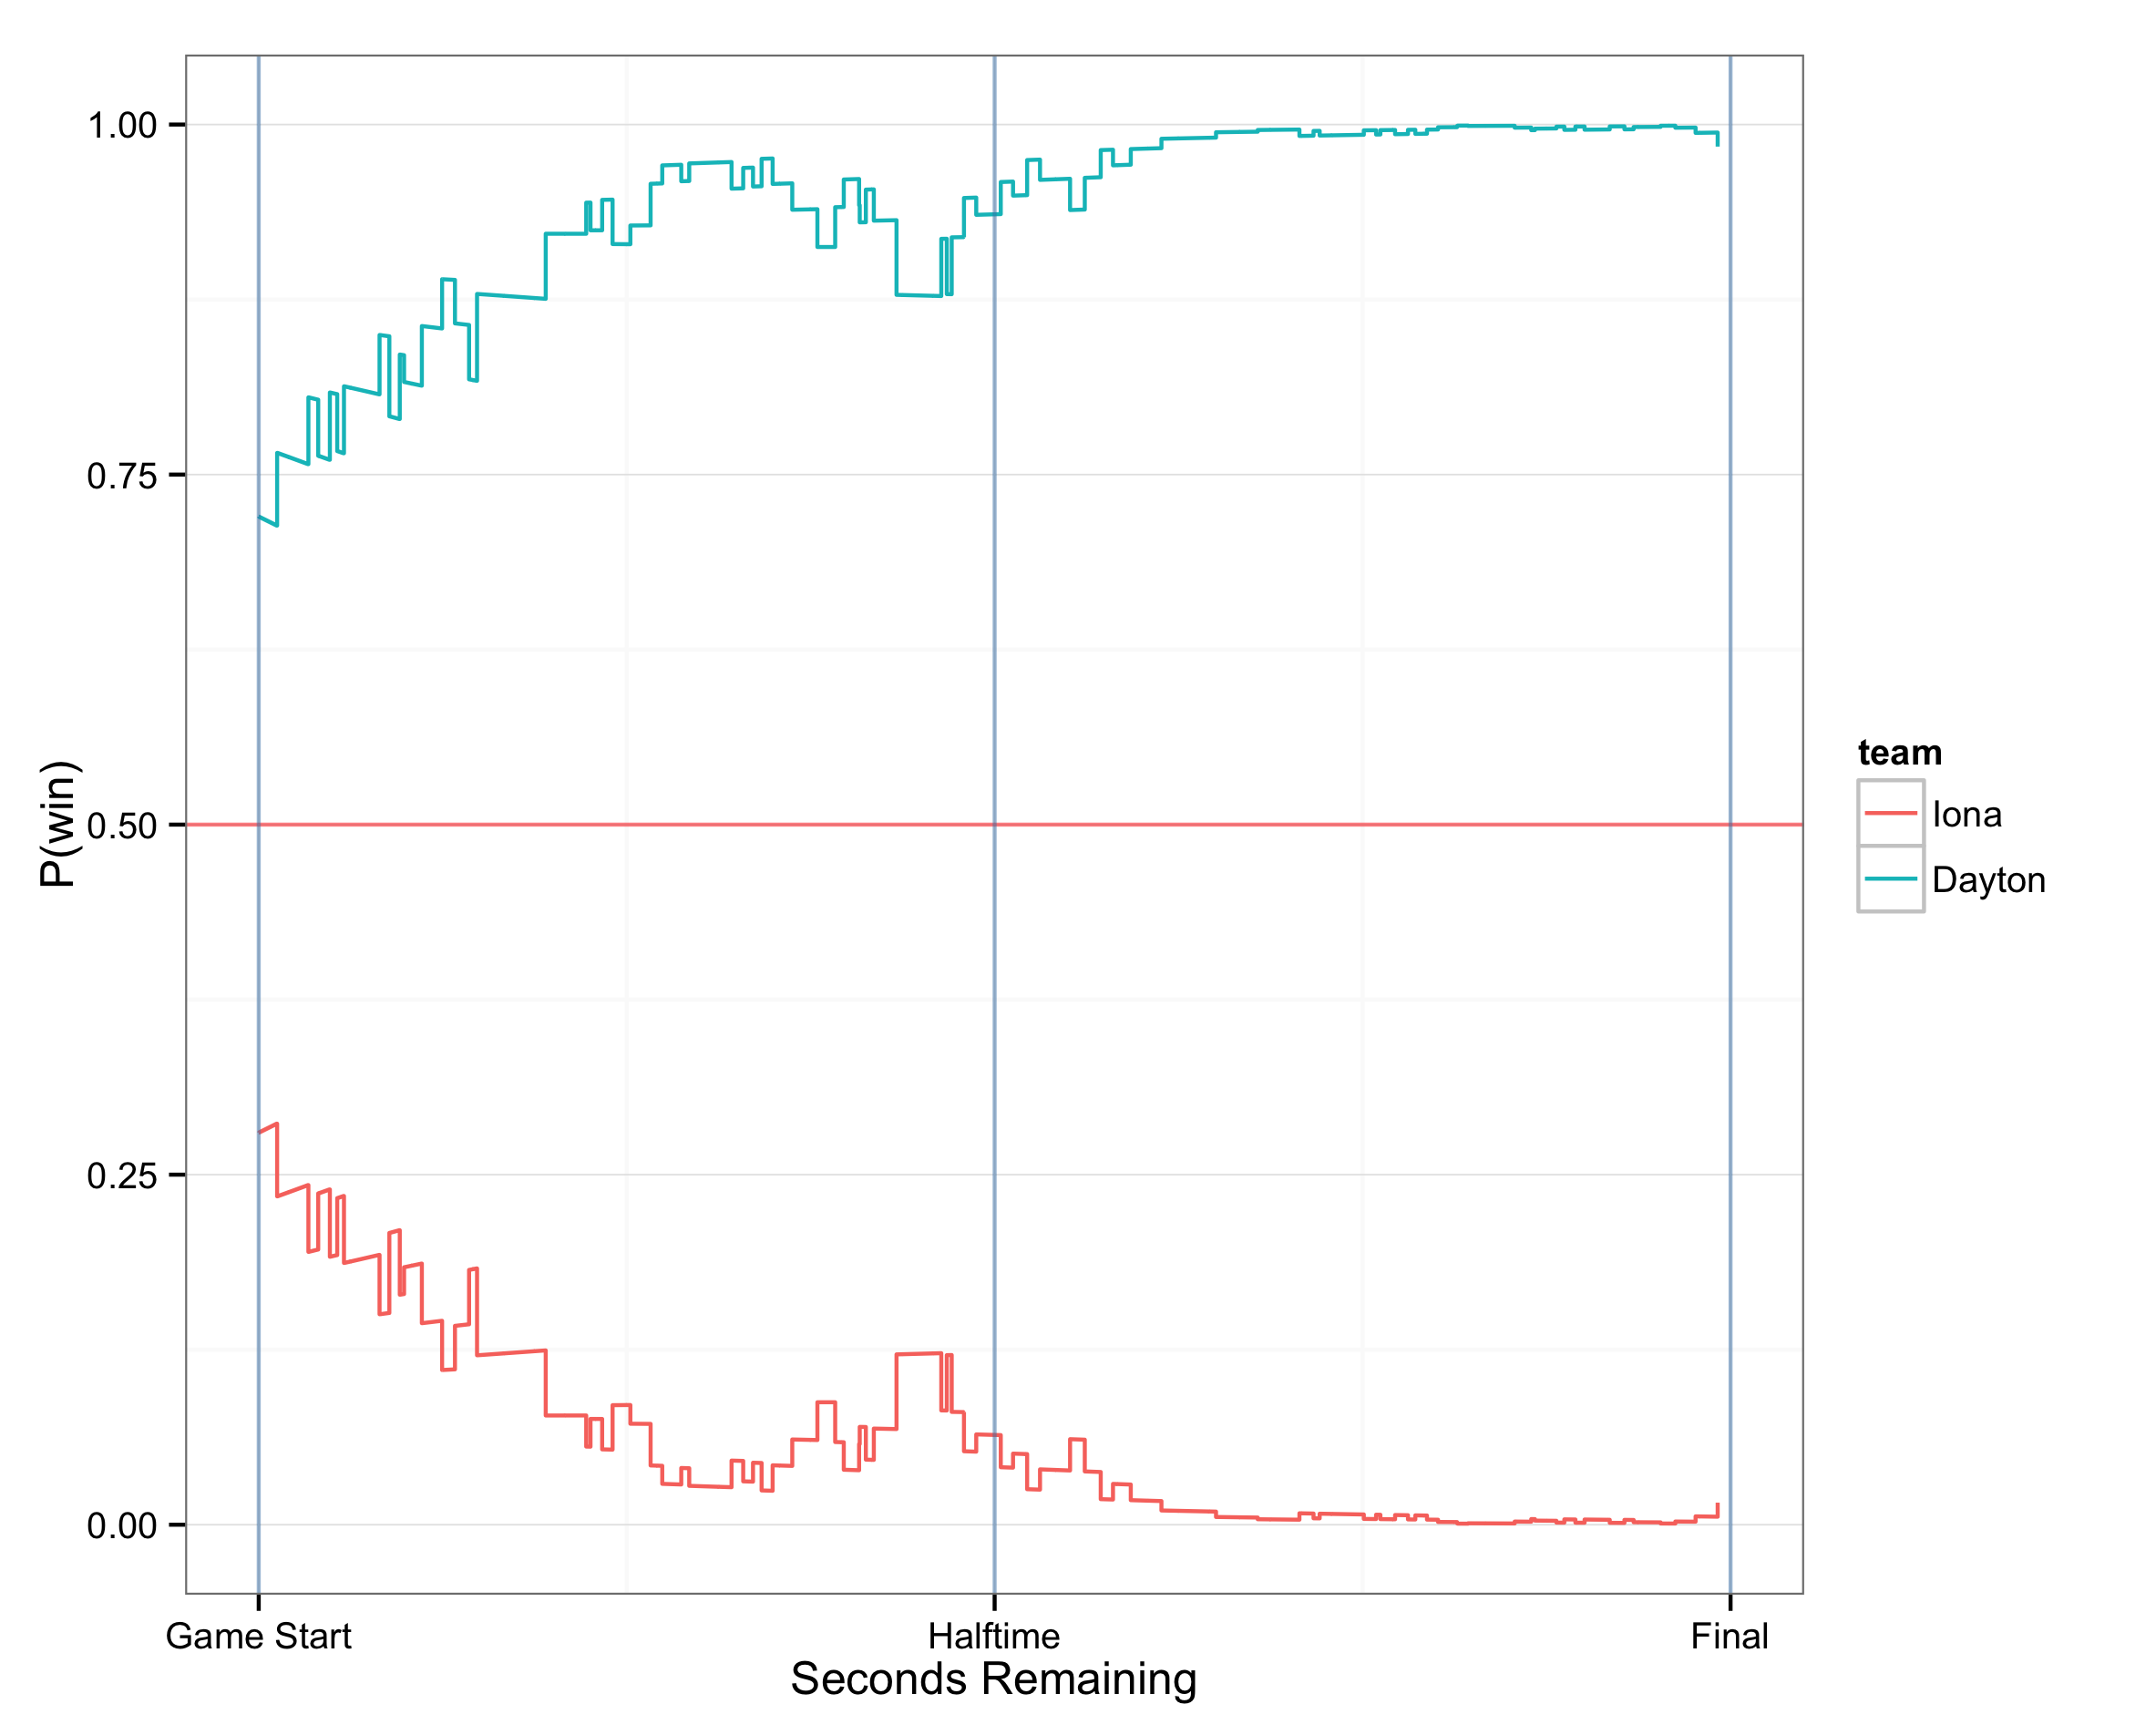 1.00
0.75
0.50
0.25
0.00
P(win)
Game Start
Halftime
Final
Seconds Remaining
team
Iona
Dayton